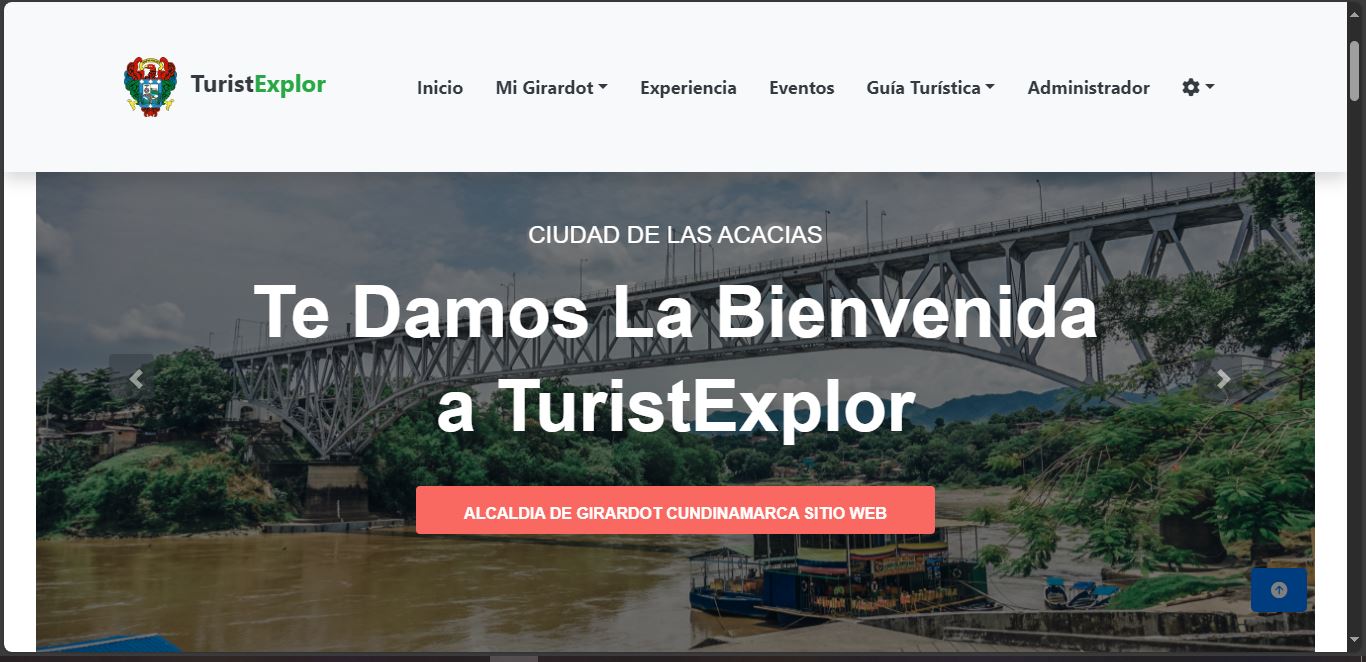 TuristExplor
Inicio
Mi Girardot
Experiencia
Eventos
Guía Turística
Administrador
CIUDAD DE LAS ACACIAS
Te Damos La Bienvenida
a TuristExplor
ALCALDIA DE GIRARDOT CUNDINAMARCA SITIO WEB